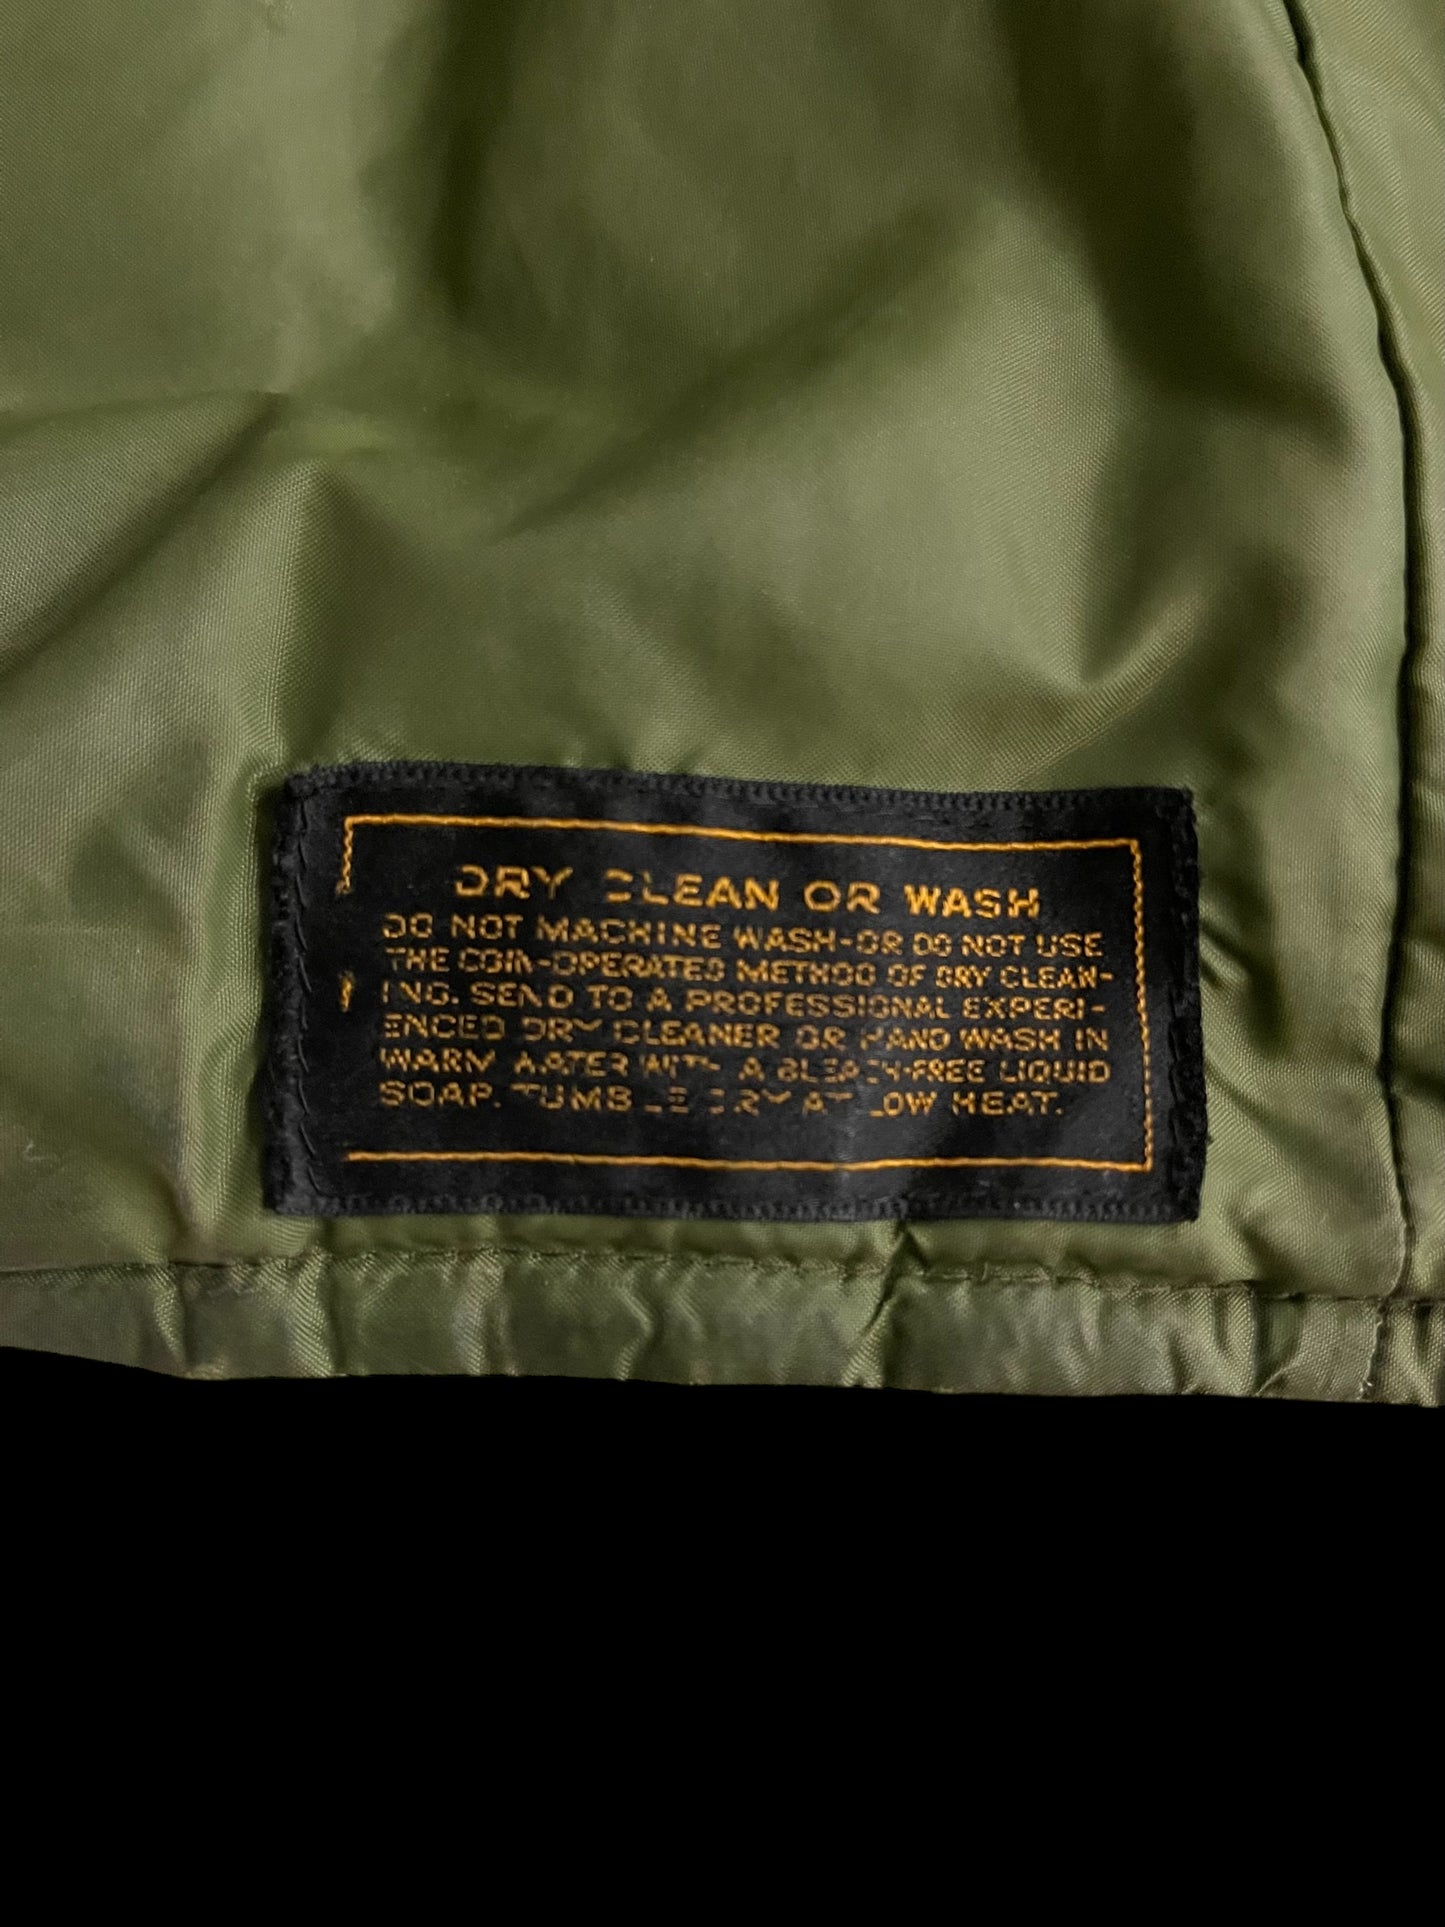 DRY CLEAN OR WASH
DO NOT MACHINE WASH-OR DO NOT USE
THE COIN-OPERATED METHOD OF DRY CLEAN-
ING. SEND TO A PROFESSIONAL EXPERI-
ENCED DRY CLEANER OR HAND WASH IN
WARM WATER WITH A BLEACH-FREE LIQUID
SOAP. TUMBLE DRY AT LOW HEAT.